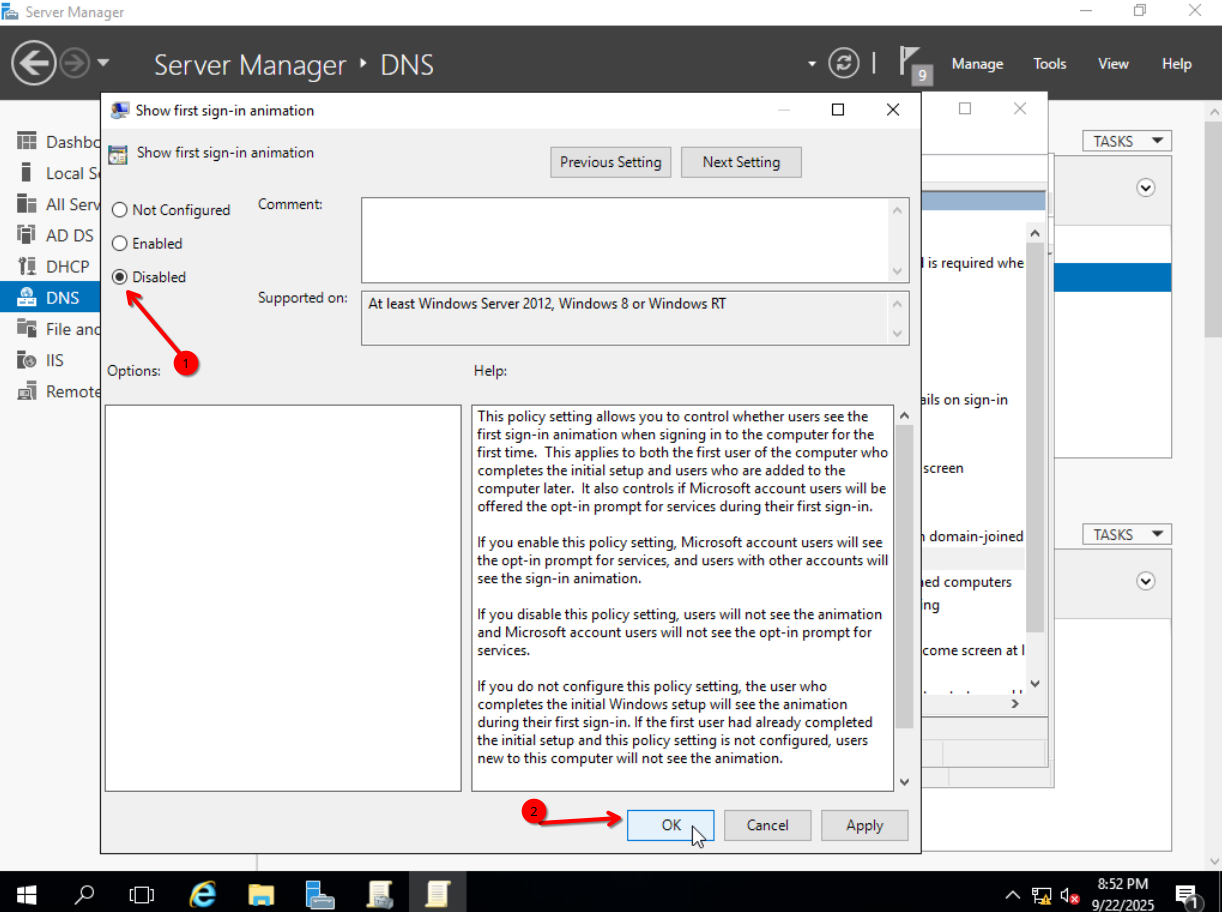 Server Manager
Server Manager
DNS
9
Manage
Tools
View
Help
Show first sign-in animation
Show first sign-in animation
Previous Setting
Next Setting
Not Configured
Enabled
Disabled
Comment:
Supported on:
At least Windows Server 2012, Windows 8 or Windows RT
1
Options:
Help:
This policy setting allows you to control whether users see the
first sign-in animation when signing in to the computer for the
first time. This applies to both the first user of the computer who
completes the initial setup and users who are added to the
computer later. It also controls if Microsoft account users will be
offered the opt-in prompt for services during their first sign-in.
If you enable this policy setting, Microsoft account users will see
the opt-in prompt for services, and users with other accounts will
see the sign-in animation.
If you disable this policy setting, users will not see the animation
and Microsoft account users will not see the opt-in prompt for
services.
If you do not configure this policy setting, the user who
completes the initial Windows setup will see the animation
during their first sign-in. If the first user had already completed
the initial setup and this policy setting is not configured, users
new to this computer will not see the animation.
2
OK
Cancel
Apply
Dashbo
Local Se
All Serv
AD DS
DHCP
DNS
File and
IIS
Remote
TASKS
is required whe
ails on sign-in
screen
domain-joined
ned computers
ing
come screen at l
TASKS
8:52 PM
9/22/2025
1